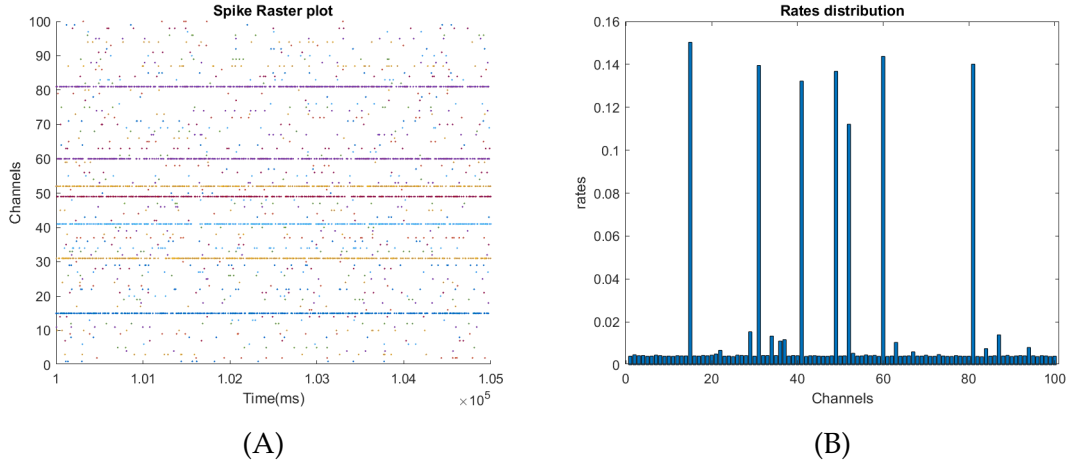 Spike Raster plot
100
90
80
70
60
50
40
30
20
10
0
Channels
1 1.01 1.02 1.03 1.04 1.05
Time(ms)
×10^5
(A)
Rates distribution
0.16
0.14
0.12
0.1
0.08
0.06
0.04
0.02
0
rates
0 20 40 60 80 100
Channels
(B)